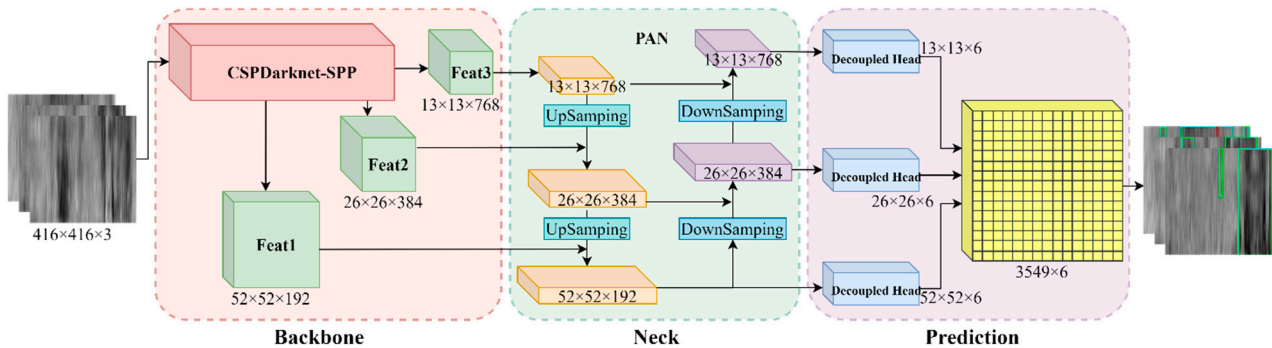 416×416×3
CSPDarknet-SPP
Feat3
13×13×768
Feat2
26×26×384
Feat1
52×52×192
Backbone
PAN
13×13×768
UpSamping
26×26×384
UpSamping
52×52×192
13×13×768
DownSamping
26×26×384
DownSamping
Neck
Decoupled Head
13×13×6
Decoupled Head
26×26×6
Decoupled Head
52×52×6
3549×6
Prediction